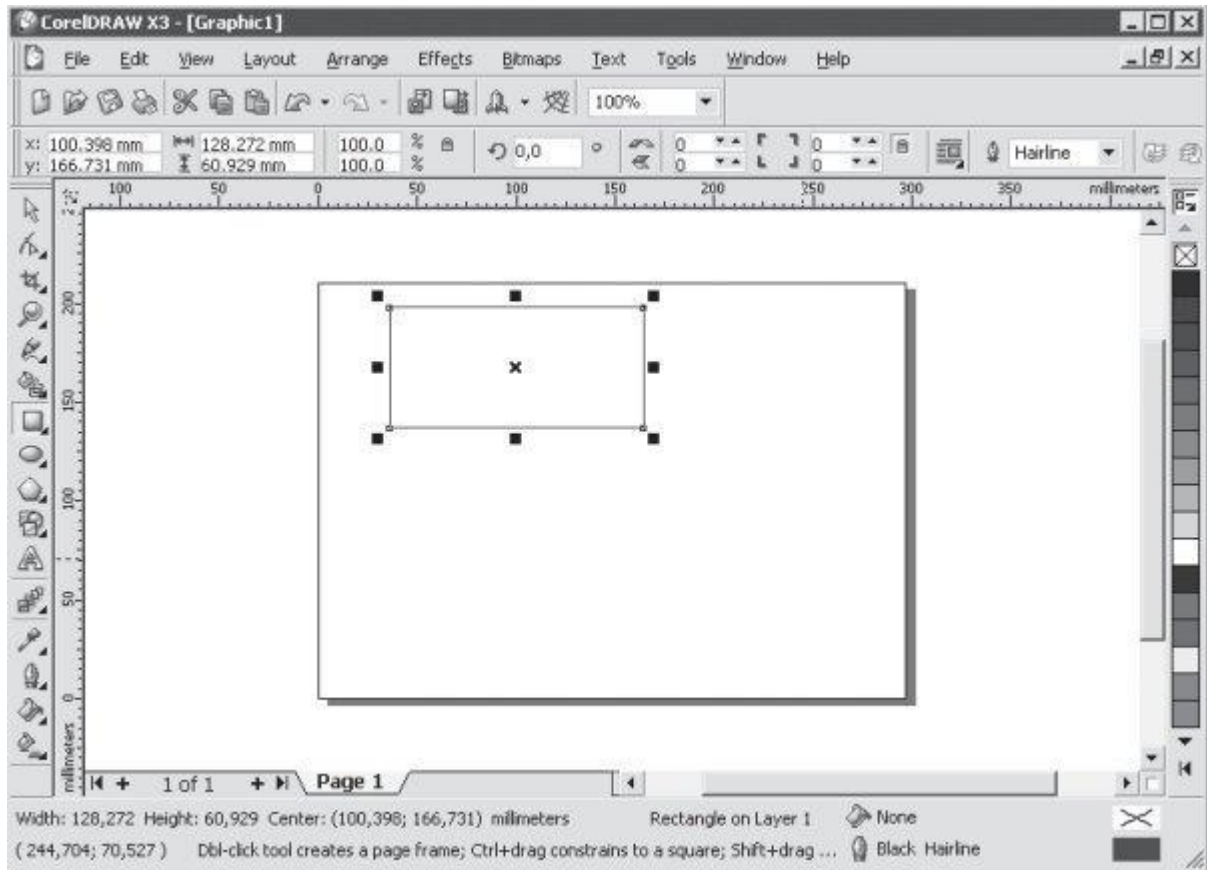 CorelDRAW X3 - [Graphic1]
File Edit View Layout Arrange Effects Bitmaps Text Tools Window Help
100%
x: 100.398 mm 128.272 mm 100.0 % 0,0 ° 0 0 Hairline
y: 166.731 mm 60.929 mm 100.0 % 0 0
100 50 0 50 100 150 200 250 300 350 millimeters
200
150
100
50
0
millimeters
1 of 1 Page 1
Width: 128,272 Height: 60,929 Center: (100,398; 166,731) millimeters Rectangle on Layer 1 None
( 244,704; 70,527 ) Dbl-click tool creates a page frame; Ctrl+drag constrains to a square; Shift+drag ... Black Hairline